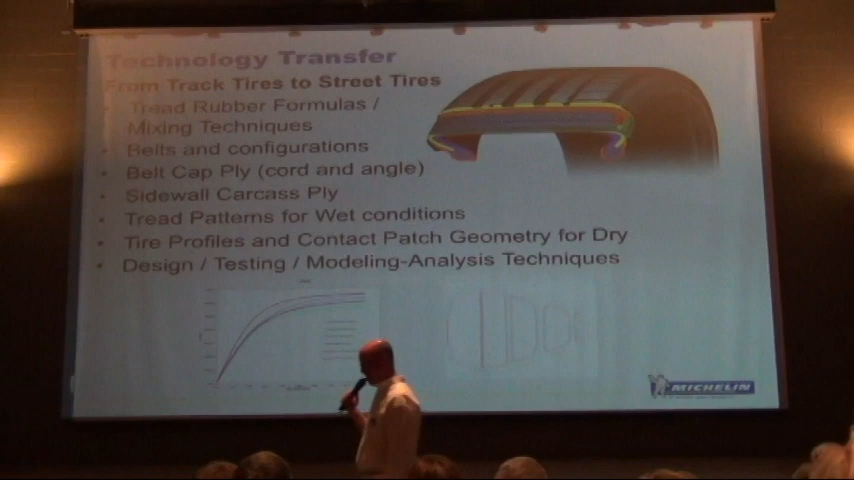 Technology Transfer
From Track Tires to Street Tires
• Tread Rubber Formulas /
Mixing Techniques
• Belts and configurations
• Belt Cap Ply (cord and angle)
• Sidewall Carcass Ply
• Tread Patterns for Wet conditions
• Tire Profiles and Contact Patch Geometry for Dry
• Design / Testing / Modeling-Analysis Techniques
MICHELIN